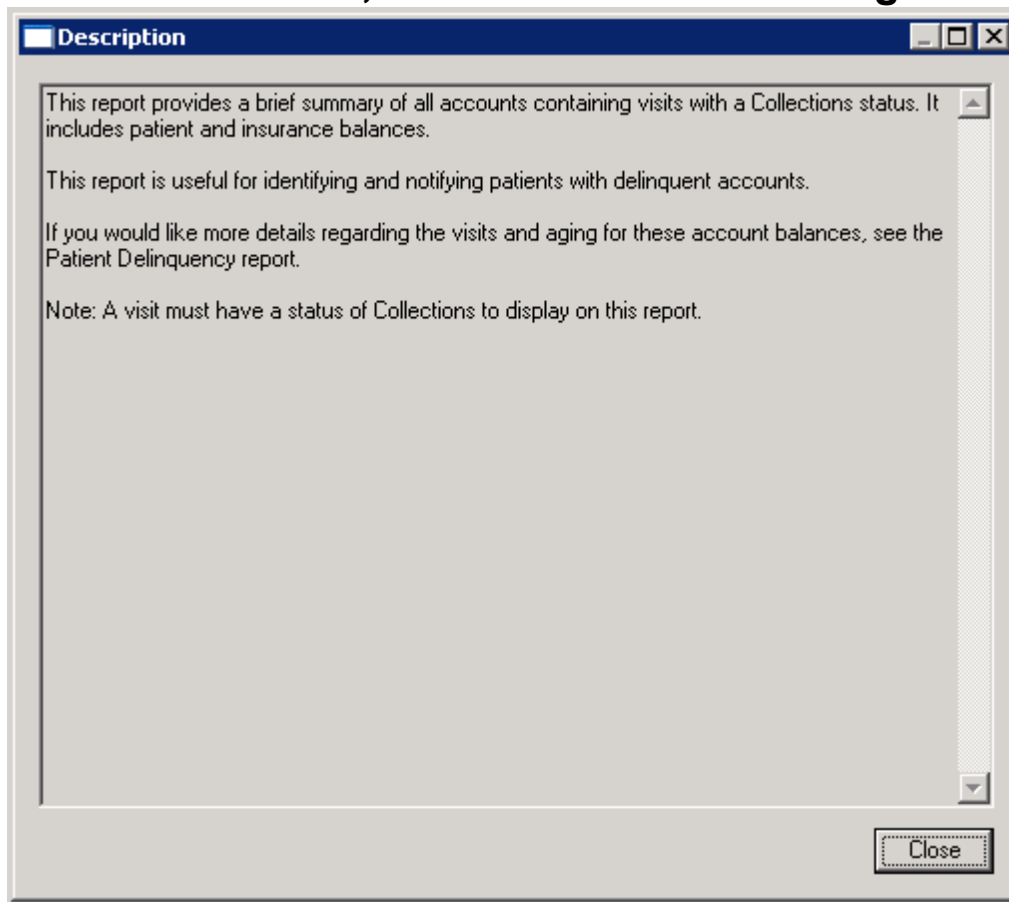 Description
This report provides a brief summary of all accounts containing visits with a Collections status. It
includes patient and insurance balances.
This report is useful for identifying and notifying patients with delinquent accounts.
If you would like more details regarding the visits and aging for these account balances, see the
Patient Delinquency report.
Note: A visit must have a status of Collections to display on this report.
Close